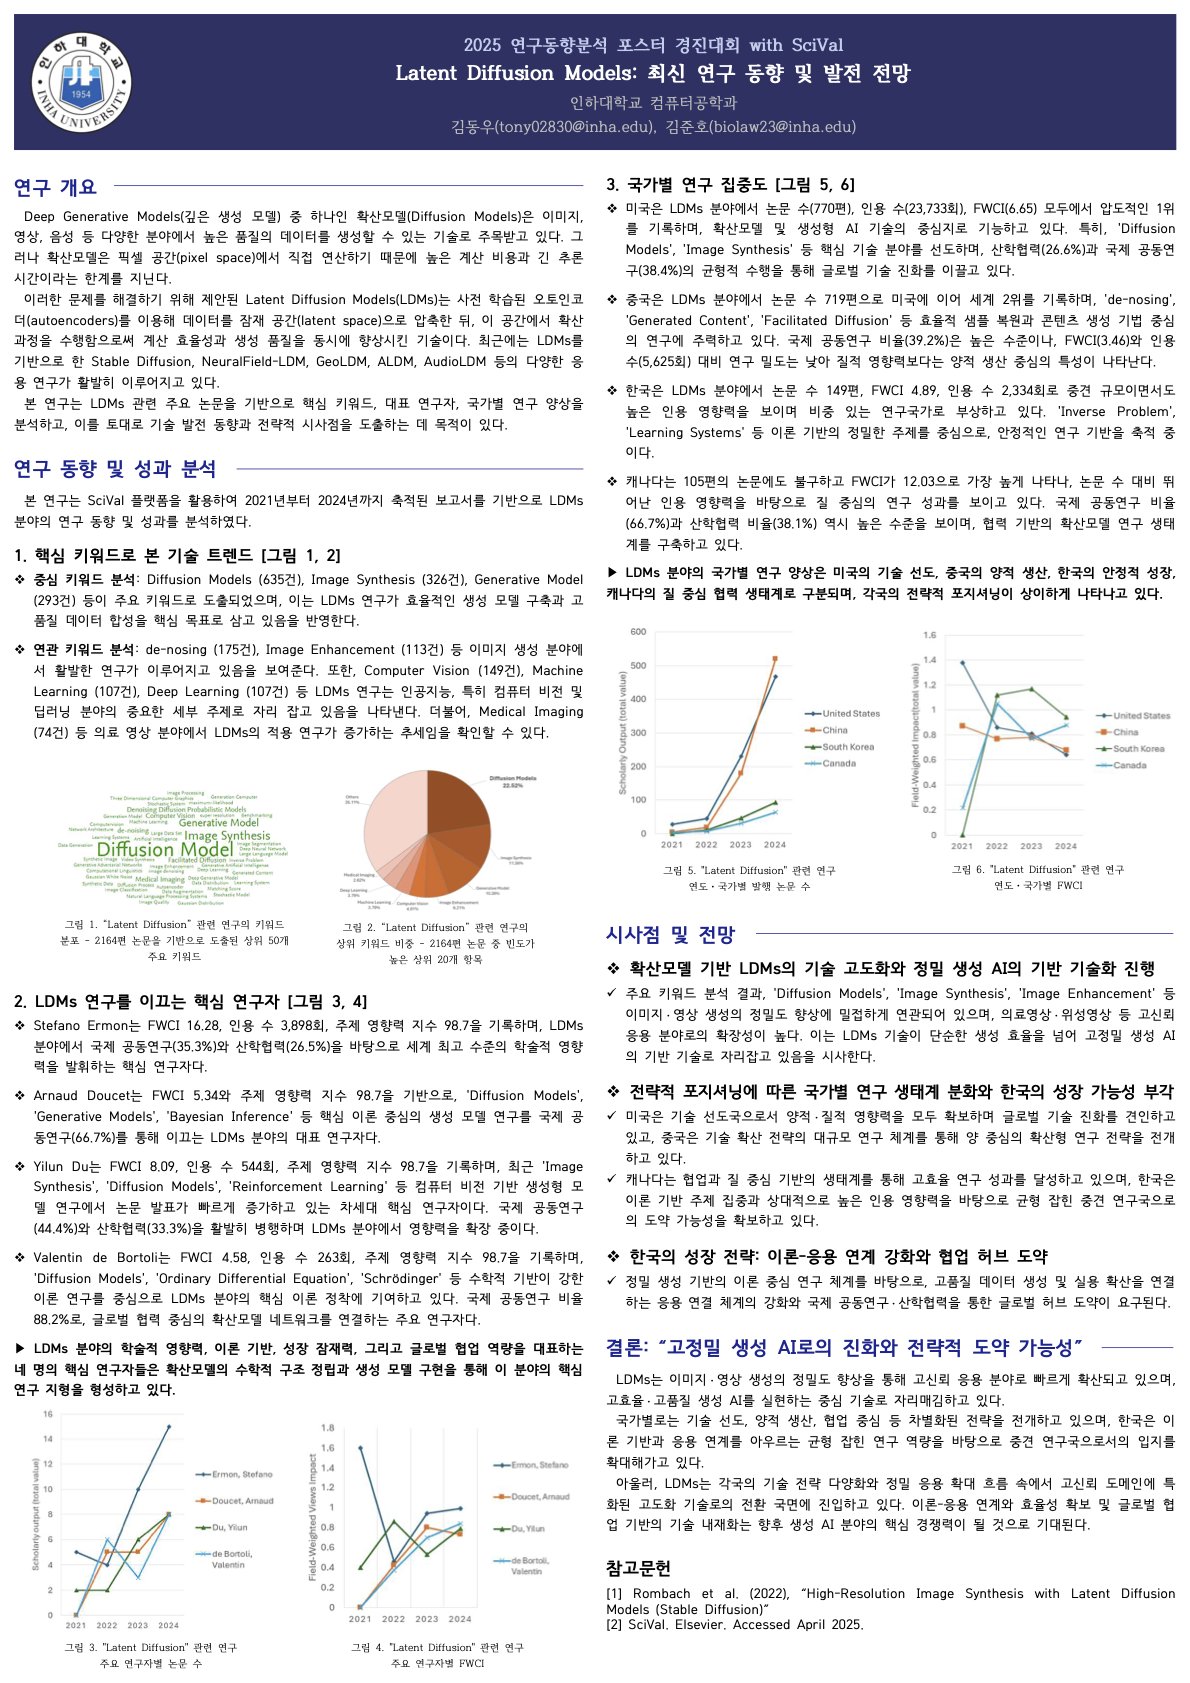 2025 연구동향분석 포스터 경진대회 with SciVal
Latent Diffusion Models: 최신 연구 동향 및 발전 전망
인하대학교 컴퓨터공학과
김동우(tony02830@inha.edu), 김준호(biolaw23@inha.edu)
인하대학교
1954
INHA UNIVERSITY
연구 개요
Deep Generative Models(깊은 생성 모델) 중 하나인 확산모델(Diffusion Models)은 이미지,
영상, 음성 등 다양한 분야에서 높은 품질의 데이터를 생성할 수 있는 기술로 주목받고 있다. 그
러나 확산모델은 픽셀 공간(pixel space)에서 직접 연산하기 때문에 높은 계산 비용과 긴 추론
시간이라는 한계를 지닌다.
이러한 문제를 해결하기 위해 제안된 Latent Diffusion Models(LDMs)는 사전 학습된 오토인코
더(autoencoders)를 이용해 데이터를 잠재 공간(latent space)으로 압축한 뒤, 이 공간에서 확산
과정을 수행함으로써 계산 효율성과 생성 품질을 동시에 향상시킨 기술이다. 최근에는 LDMs를
기반으로 한 Stable Diffusion, NeuralField-LDM, GeoLDM, ALDM, AudioLDM 등의 다양한 응
용 연구가 활발히 이루어지고 있다.
본 연구는 LDMs 관련 주요 논문을 기반으로 핵심 키워드, 대표 연구자, 국가별 연구 양상을
분석하고, 이를 토대로 기술 발전 동향과 전략적 시사점을 도출하는 데 목적이 있다.
연구 동향 및 성과 분석
본 연구는 SciVal 플랫폼을 활용하여 2021년부터 2024년까지 축적된 보고서를 기반으로 LDMs
분야의 연구 동향 및 성과를 분석하였다.
1. 핵심 키워드로 본 기술 트렌드 [그림 1, 2]
❖ 중심 키워드 분석: Diffusion Models (635건), Image Synthesis (326건), Generative Model
(293건) 등이 주요 키워드로 도출되었으며, 이는 LDMs 연구가 효율적인 생성 모델 구축과 고
품질 데이터 합성을 핵심 목표로 삼고 있음을 반영한다.
❖ 연관 키워드 분석: de-nosing (175건), Image Enhancement (113건) 등 이미지 생성 분야에
서 활발한 연구가 이루어지고 있음을 보여준다. 또한, Computer Vision (149건), Machine
Learning (107건), Deep Learning (107건) 등 LDMs 연구는 인공지능, 특히 컴퓨터 비전 및
딥러닝 분야의 중요한 세부 주제로 자리 잡고 있음을 나타낸다. 더불어, Medical Imaging
(74건) 등 의료 영상 분야에서 LDMs의 적용 연구가 증가하는 추세임을 확인할 수 있다.
Image Processing
Three Dimensional Computer Graphics Generation Computer
Stochastic System maximum-likelihood
Denoising Diffusion Probabilistic Models
Generation Model Computer Vision super resolution Benchmarking
Computervision Machine Learning Generative Model
Network Architecture de-noising Large Data Set Image Synthesis
Learning Systems Artificial Intelligence Image Segmentation
Data Generation Diffusion Model Deep Neural Network
Large Language Model
Synthetic Image Video Synthesis Facilitated Diffusion Inverse Problem
Generative Adversarial Networks Image Enhancement Generative Artificial Intelligence
Computational Linguistics Image denoising Deep Learning Generated Content
Gaussian White Noise Medical Imaging Deep Generative Model
Synthetic Data Diffusion Process Autoencoder Data Distribution Learning System
Image Classification Data Augmentation Matching Score
Natural Language Processing Systems Stochastic Model
Image Quality Gaussian Distribution
Diffusion Models
22.52%
Others
Image Synthesis
Generative Model
Image Enhancement
Computer Vision
Machine Learning
Deep Learning
Medical Imaging
그림 1. "Latent Diffusion" 관련 연구의 키워드
분포 - 2164편 논문을 기반으로 도출된 상위 50개
주요 키워드
그림 2. "Latent Diffusion" 관련 연구의
상위 키워드 비중 - 2164편 논문 중 빈도가
높은 상위 20개 항목
2. LDMs 연구를 이끄는 핵심 연구자 [그림 3, 4]
❖ Stefano Ermon는 FWCI 16.28, 인용 수 3,898회, 주제 영향력 지수 98.7을 기록하며, LDMs
분야에서 국제 공동연구(35.3%)와 산학협력(26.5%)을 바탕으로 세계 최고 수준의 학술적 영향
력을 발휘하는 핵심 연구자다.
❖ Arnaud Doucet는 FWCI 5.34와 주제 영향력 지수 98.7을 기반으로, 'Diffusion Models',
'Generative Models', 'Bayesian Inference' 등 핵심 이론 중심의 생성 모델 연구를 국제 공
동연구(66.7%)를 통해 이끄는 LDMs 분야의 대표 연구자다.
❖ Yilun Du는 FWCI 8.09, 인용 수 544회, 주제 영향력 지수 98.7을 기록하며, 최근 'Image
Synthesis', 'Diffusion Models', 'Reinforcement Learning' 등 컴퓨터 비전 기반 생성형 모
델 연구에서 논문 발표가 빠르게 증가하고 있는 차세대 핵심 연구자이다. 국제 공동연구
(44.4%)와 산학협력(33.3%)을 활발히 병행하며 LDMs 분야에서 영향력을 확장 중이다.
❖ Valentin de Bortoli는 FWCI 4.58, 인용 수 263회, 주제 영향력 지수 98.7을 기록하며,
'Diffusion Models', 'Ordinary Differential Equation', 'Schrödinger' 등 수학적 기반이 강한
이론 연구를 중심으로 LDMs 분야의 핵심 이론 정착에 기여하고 있다. 국제 공동연구 비율
88.2%로, 글로벌 협력 중심의 확산모델 네트워크를 연결하는 주요 연구자다.
▶ LDMs 분야의 학술적 영향력, 이론 기반, 성장 잠재력, 그리고 글로벌 협업 역량을 대표하는
네 명의 핵심 연구자들은 확산모델의 수학적 구조 정립과 생성 모델 구현을 통해 이 분야의 핵심
연구 지형을 형성하고 있다.
Scholarly output (total value)
16
14
12
10
8
6
4
2
0
2021 2022 2023 2024
Ermon, Stefano
Doucet, Arnaud
Du, Yilun
de Bortoli,
Valentin
그림 3. "Latent Diffusion" 관련 연구
주요 연구자별 논문 수
Field-Weighted Views Impact
1.8
1.6
1.4
1.2
1
0.8
0.6
0.4
0.2
0
2021 2022 2023 2024
Ermon, Stefano
Doucet, Arnaud
Du, Yilun
de Bortoli,
Valentin
그림 4. "Latent Diffusion" 관련 연구
주요 연구자별 FWCI
3. 국가별 연구 집중도 [그림 5, 6]
❖ 미국은 LDMs 분야에서 논문 수(770편), 인용 수(23,733회), FWCI(6.65) 모두에서 압도적인 1위
를 기록하며, 확산모델 및 생성형 AI 기술의 중심지로 기능하고 있다. 특히, 'Diffusion
Models', 'Image Synthesis' 등 핵심 기술 분야를 선도하며, 산학협력(26.6%)과 국제 공동연
구(38.4%)의 균형적 수행을 통해 글로벌 기술 진화를 이끌고 있다.
❖ 중국은 LDMs 분야에서 논문 수 719편으로 미국에 이어 세계 2위를 기록하며, 'de-nosing',
'Generated Content', 'Facilitated Diffusion' 등 효율적 샘플 복원과 콘텐츠 생성 기법 중심
의 연구에 주력하고 있다. 국제 공동연구 비율(39.2%)은 높은 수준이나, FWCI(3.46)와 인용
수(5,625회) 대비 연구 밀도는 낮아 질적 영향력보다는 양적 생산 중심의 특성이 나타난다.
❖ 한국은 LDMs 분야에서 논문 수 149편, FWCI 4.89, 인용 수 2,334회로 중견 규모이면서도
높은 인용 영향력을 보이며 비중 있는 연구국가로 부상하고 있다. 'Inverse Problem',
'Learning Systems' 등 이론 기반의 정밀한 주제를 중심으로, 안정적인 연구 기반을 축적 중
이다.
❖ 캐나다는 105편의 논문에도 불구하고 FWCI가 12.03으로 가장 높게 나타나, 논문 수 대비 뛰
어난 인용 영향력을 바탕으로 질 중심의 연구 성과를 보이고 있다. 국제 공동연구 비율
(66.7%)과 산학협력 비율(38.1%) 역시 높은 수준을 보이며, 협력 기반의 확산모델 연구 생태
계를 구축하고 있다.
▶ LDMs 분야의 국가별 연구 양상은 미국의 기술 선도, 중국의 양적 생산, 한국의 안정적 성장,
캐나다의 질 중심 협력 생태계로 구분되며, 각국의 전략적 포지셔닝이 상이하게 나타나고 있다.
Scholarly Output (total value)
600
500
400
300
200
100
0
2021 2022 2023 2024
United States
China
South Korea
Canada
그림 5. "Latent Diffusion" 관련 연구
연도·국가별 발행 논문 수
Field-Weighted Impact(total value)
1.6
1.4
1.2
1
0.8
0.6
0.4
0.2
0
2021 2022 2023 2024
United States
China
South Korea
Canada
그림 6. "Latent Diffusion" 관련 연구
연도·국가별 FWCI
시사점 및 전망
❖ 확산모델 기반 LDMs의 기술 고도화와 정밀 생성 AI의 기반 기술화 진행
✓ 주요 키워드 분석 결과, 'Diffusion Models', 'Image Synthesis', 'Image Enhancement' 등
이미지·영상 생성의 정밀도 향상에 밀접하게 연관되어 있으며, 의료영상·위성영상 등 고신뢰
응용 분야로의 확장성이 높다. 이는 LDMs 기술이 단순한 생성 효율을 넘어 고정밀 생성 AI
의 기반 기술로 자리잡고 있음을 시사한다.
❖ 전략적 포지셔닝에 따른 국가별 연구 생태계 분화와 한국의 성장 가능성 부각
✓ 미국은 기술 선도국으로서 양적·질적 영향력을 모두 확보하며 글로벌 기술 진화를 견인하고
있고, 중국은 기술 확산 전략의 대규모 연구 체계를 통해 양 중심의 확산형 연구 전략을 전개
하고 있다.
✓ 캐나다는 협업과 질 중심 기반의 생태계를 통해 고효율 연구 성과를 달성하고 있으며, 한국은
이론 기반 주제 집중과 상대적으로 높은 인용 영향력을 바탕으로 균형 잡힌 중견 연구국으로
의 도약 가능성을 확보하고 있다.
❖ 한국의 성장 전략: 이론-응용 연계 강화와 협업 허브 도약
✓ 정밀 생성 기반의 이론 중심 연구 체계를 바탕으로, 고품질 데이터 생성 및 실용 확산을 연결
하는 응용 연결 체계의 강화와 국제 공동연구·산학협력을 통한 글로벌 허브 도약이 요구된다.
결론: “고정밀 생성 AI로의 진화와 전략적 도약 가능성”
LDMs는 이미지·영상 생성의 정밀도 향상을 통해 고신뢰 응용 분야로 빠르게 확산되고 있으며,
고효율·고품질 생성 AI를 실현하는 중심 기술로 자리매김하고 있다.
국가별로는 기술 선도, 양적 생산, 협업 중심 등 차별화된 전략을 전개하고 있으며, 한국은 이
론 기반과 응용 연계를 아우르는 균형 잡힌 연구 역량을 바탕으로 중견 연구국으로서의 입지를
확대해가고 있다.
아울러, LDMs는 각국의 기술 전략 다양화와 정밀 응용 확대 흐름 속에서 고신뢰 도메인에 특
화된 고도화 기술로의 전환 국면에 진입하고 있다. 이론-응용 연계와 효율성 확보 및 글로벌 협
업 기반의 기술 내재화는 향후 생성 AI 분야의 핵심 경쟁력이 될 것으로 기대된다.
참고문헌
[1] Rombach et al. (2022), “High-Resolution Image Synthesis with Latent Diffusion
Models (Stable Diffusion)”
[2] SciVal. Elsevier. Accessed April 2025.